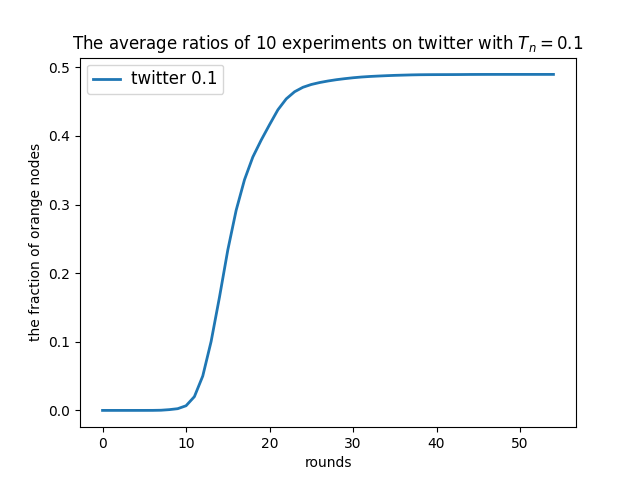 The average ratios of 10 experiments on twitter with Tₙ = 0.1
twitter 0.1
the fraction of orange nodes
0.5
0.4
0.3
0.2
0.1
0.0
0 10 20 30 40 50
rounds